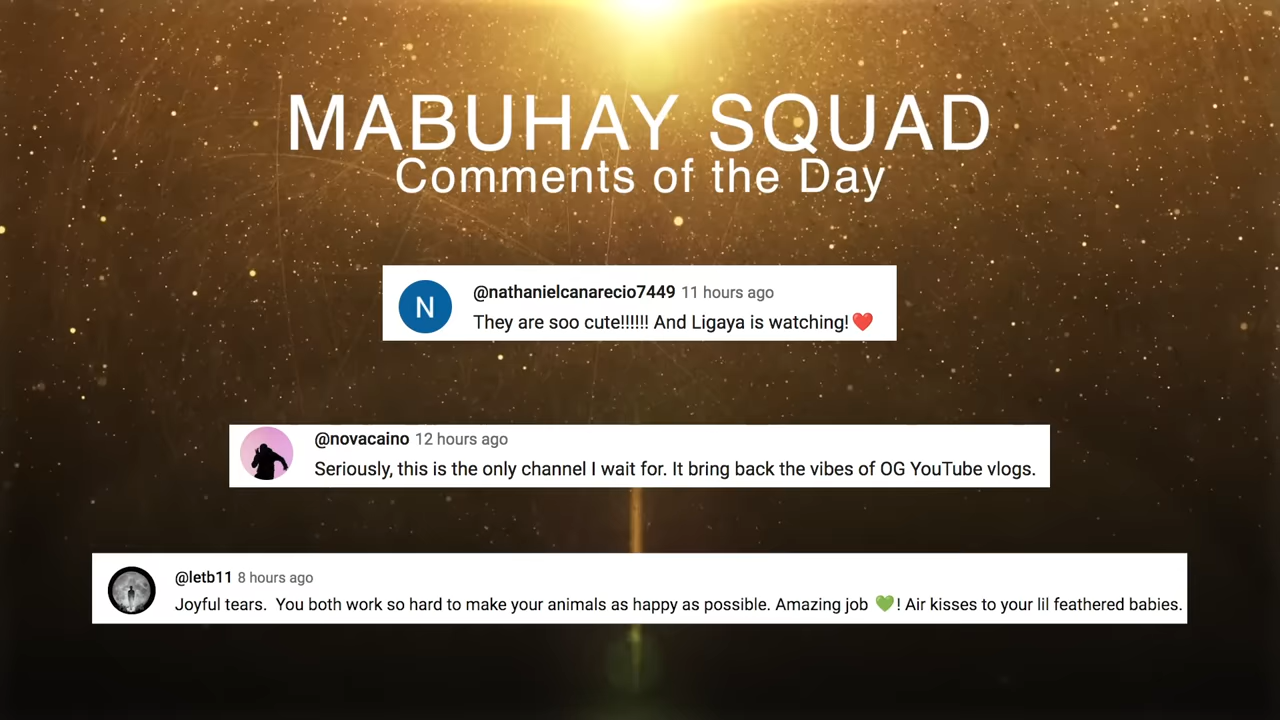 MABUHAY SQUAD
Comments of the Day
N
@nathanielcanarecio7449 11 hours ago
They are soo cute!!!!!! And Ligaya is watching!❤️
@novacaino 12 hours ago
Seriously, this is the only channel I wait for. It bring back the vibes of OG YouTube vlogs.
@letb11 8 hours ago
Joyful tears.  You both work so hard to make your animals as happy as possible. Amazing job 💚! Air kisses to your lil feathered babies.